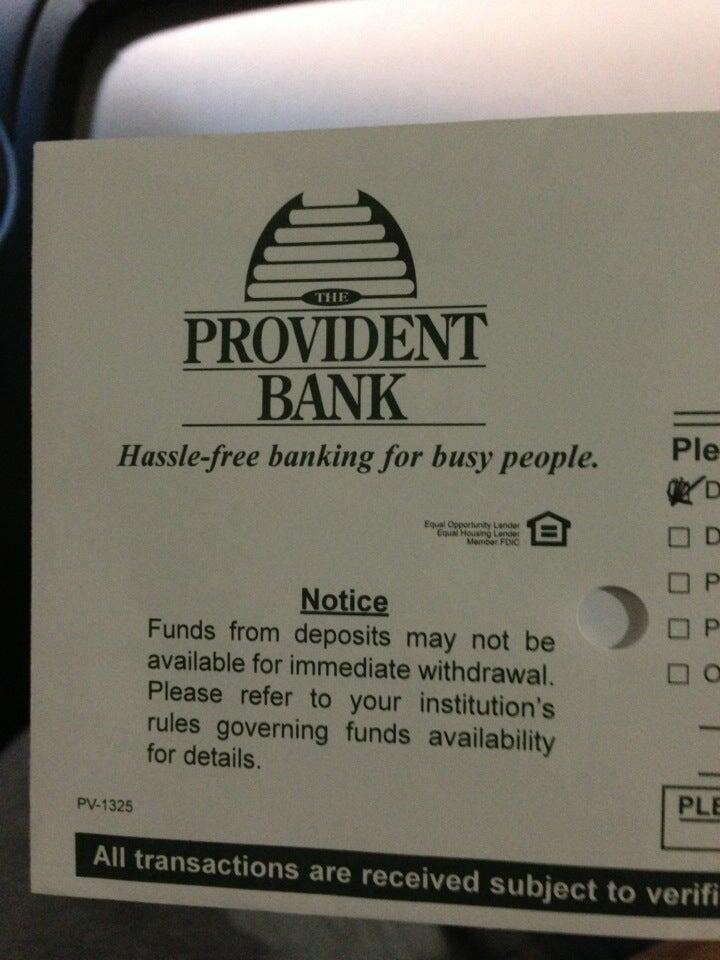 THE
PROVIDENT
BANK
Hassle-free banking for busy people.
Equal Opportunity Lender
Equal Housing Lender
Member FDIC
Notice
Funds from deposits may not be
available for immediate withdrawal.
Please refer to your institution's
rules governing funds availability
for details.
PV-1325
All transactions are received subject to verifi
Ple
D
D
P
P
O
PLE